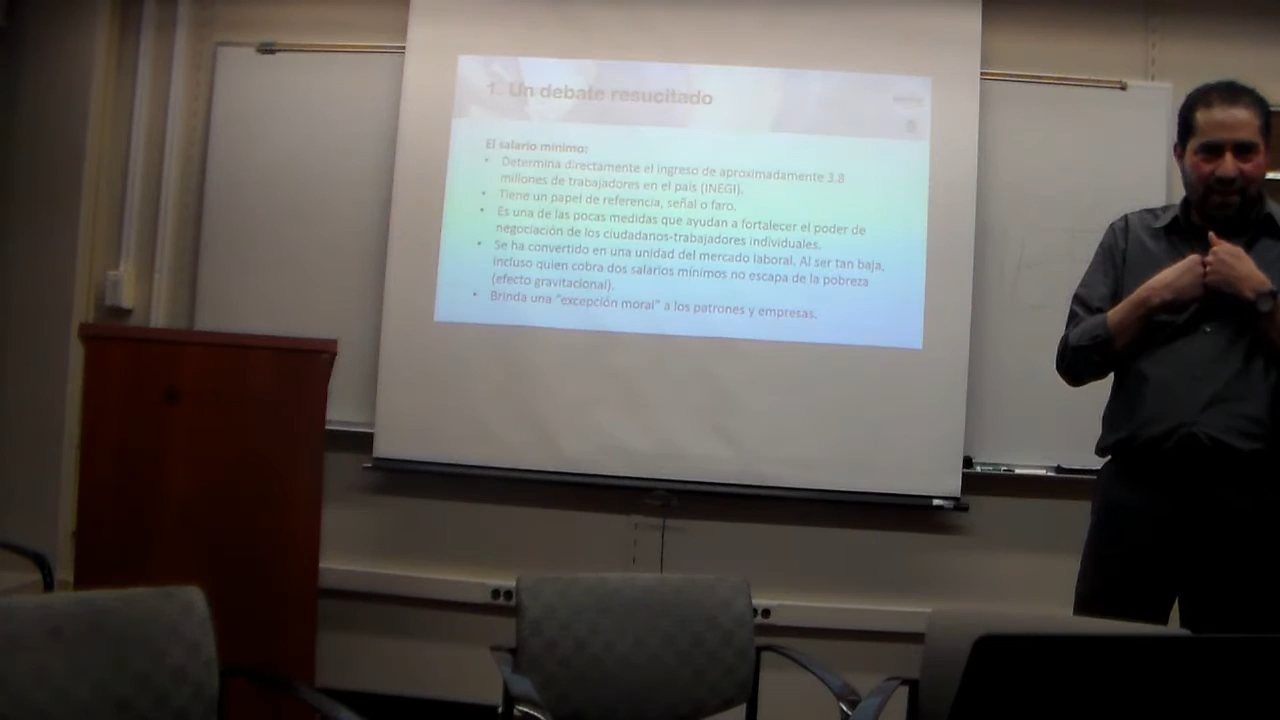 1. Un debate resucitado
El salario mínimo:
• Determina directamente el ingreso de aproximadamente 3.8
millones de trabajadores en el país (INEGI).
• Tiene un papel de referencia, señal o faro.
• Es una de las pocas medidas que ayudan a fortalecer el poder de
negociación de los ciudadanos-trabajadores individuales.
• Se ha convertido en una unidad del mercado laboral. Al ser tan baja,
incluso quien cobra dos salarios mínimos no escapa de la pobreza
(efecto gravitacional).
• Brinda una "excepción moral" a los patrones y empresas.